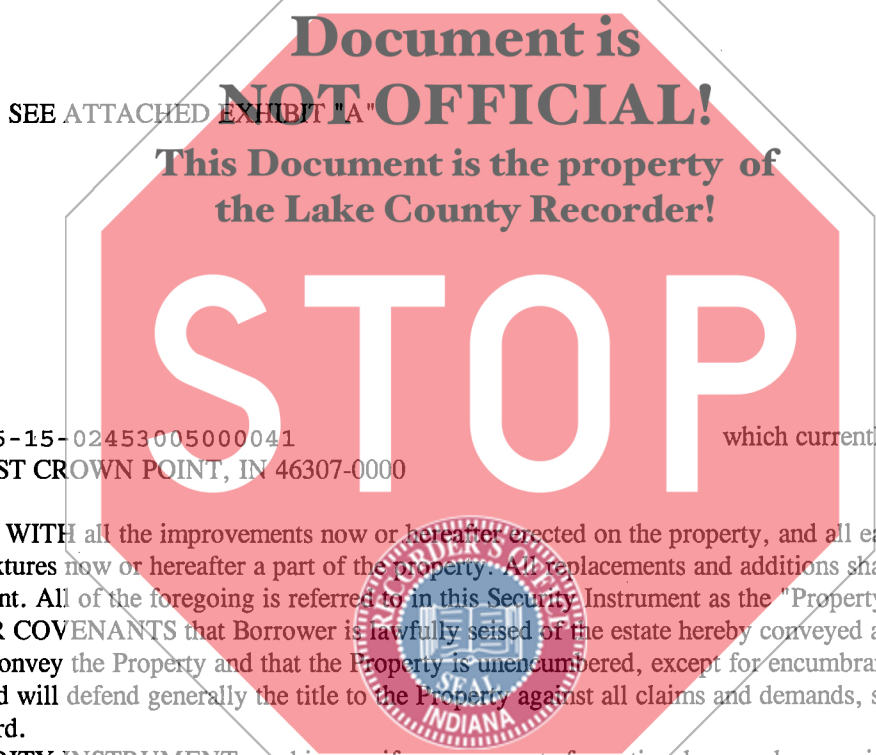 Document is
NOT OFFICIAL!
SEE ATTACHED EXHIBIT "A"
This Document is the property of
the Lake County Recorder!
STOP
5-15-02453005000041 which currentl
ST CROWN POINT, IN 46307-0000
WITH all the improvements now or hereafter erected on the property, and all ea
xtures now or hereafter a part of the property. All replacements and additions sha
nt. All of the foregoing is referred to in this Security Instrument as the "Property
R COVENANTS that Borrower is lawfully seised of the estate hereby conveyed a
onvey the Property and that the Property is unencumbered, except for encumbra
d will defend generally the title to the Property against all claims and demands, s
rd.
RECORDER'S OFFICE
SEAL
INDIANA